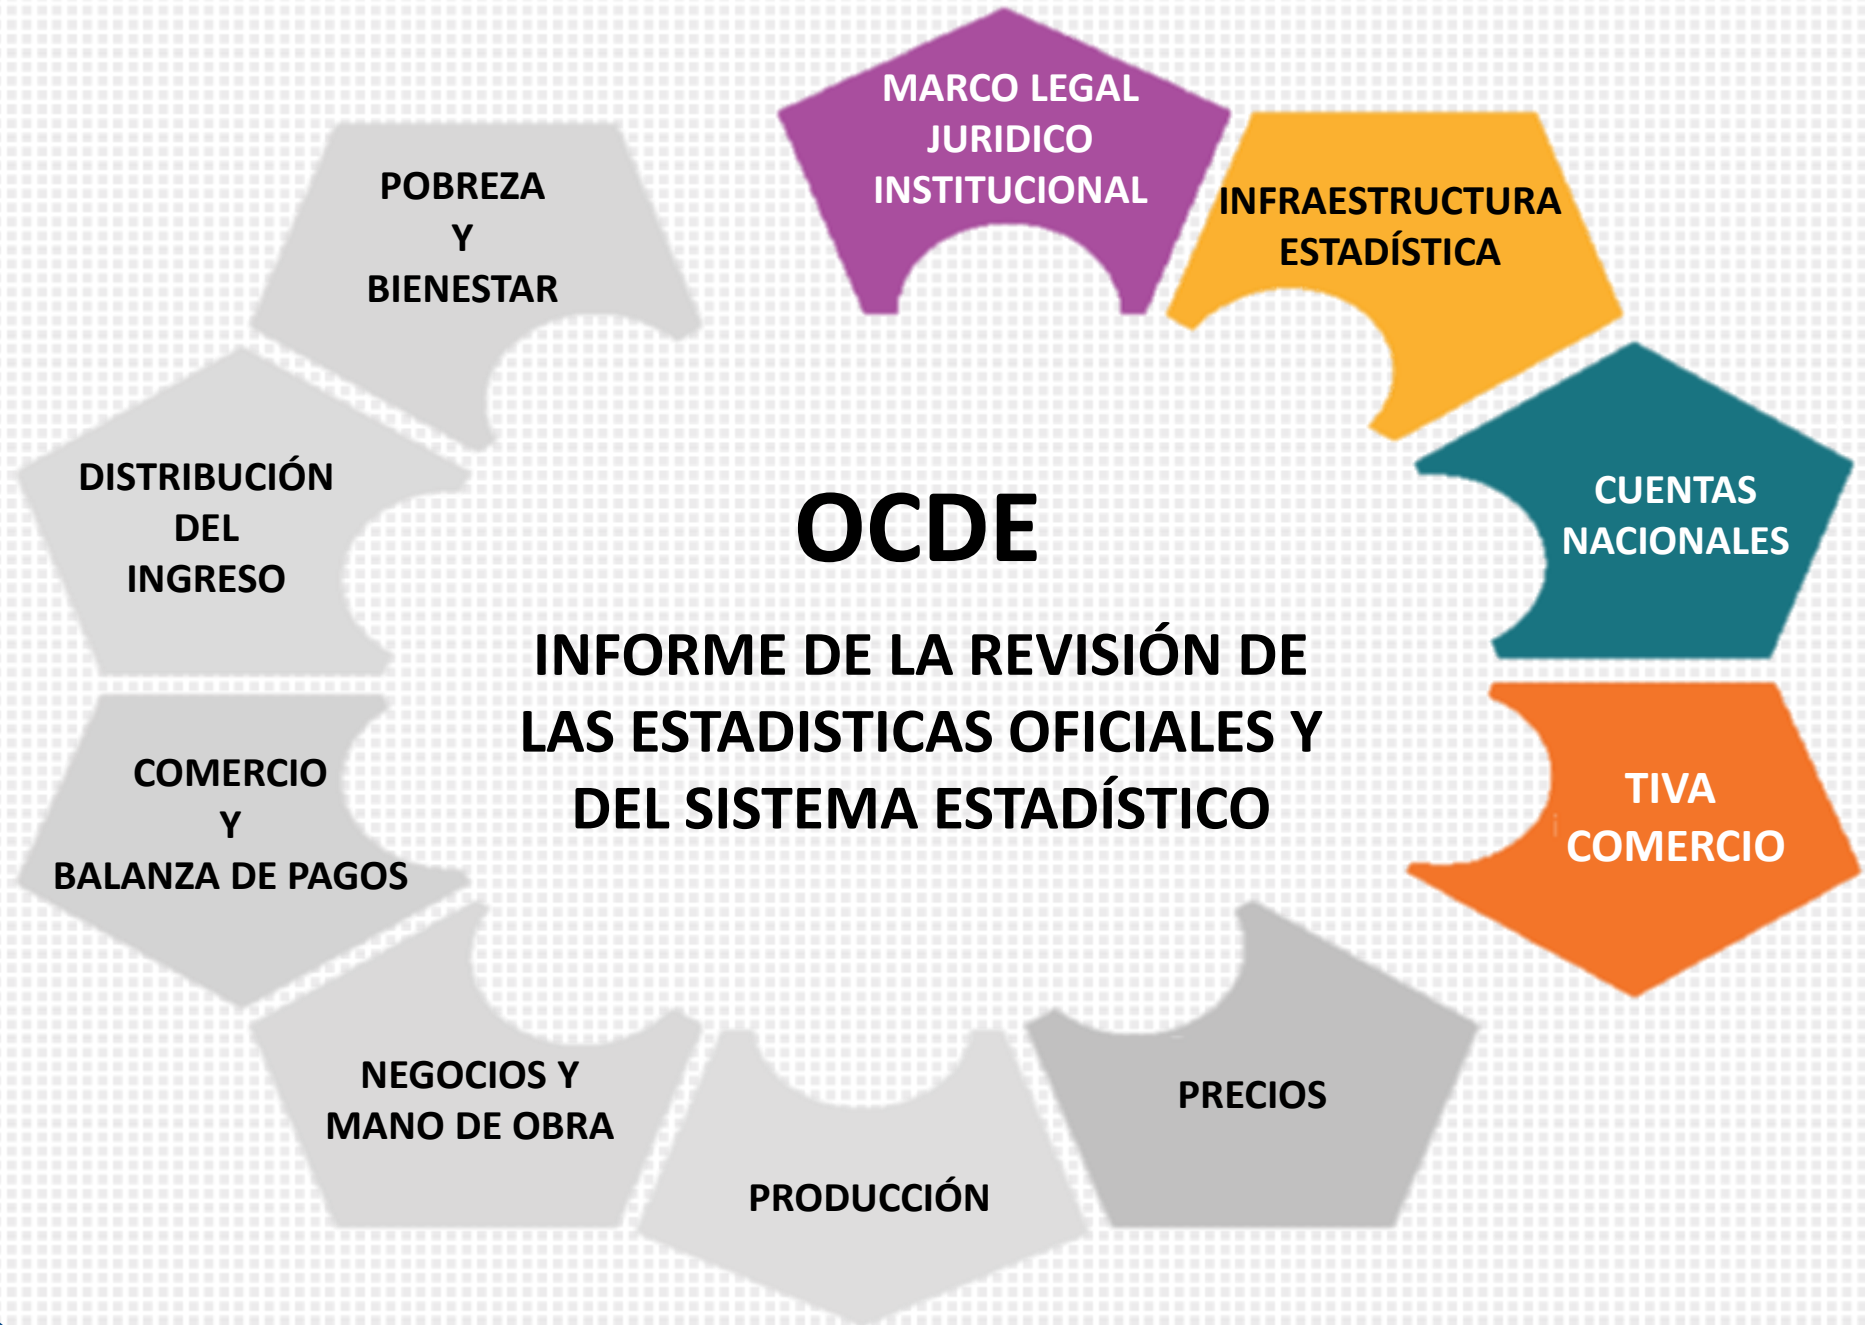 MARCO LEGAL
JURIDICO
INSTITUCIONAL
INFRAESTRUCTURA
ESTADÍSTICA
CUENTAS
NACIONALES
TIVA
COMERCIO
PRECIOS
PRODUCCIÓN
NEGOCIOS Y
MANO DE OBRA
COMERCIO
Y
BALANZA DE PAGOS
DISTRIBUCIÓN
DEL
INGRESO
POBREZA
Y
BIENESTAR
OCDE
INFORME DE LA REVISIÓN DE
LAS ESTADISTICAS OFICIALES Y
DEL SISTEMA ESTADÍSTICO